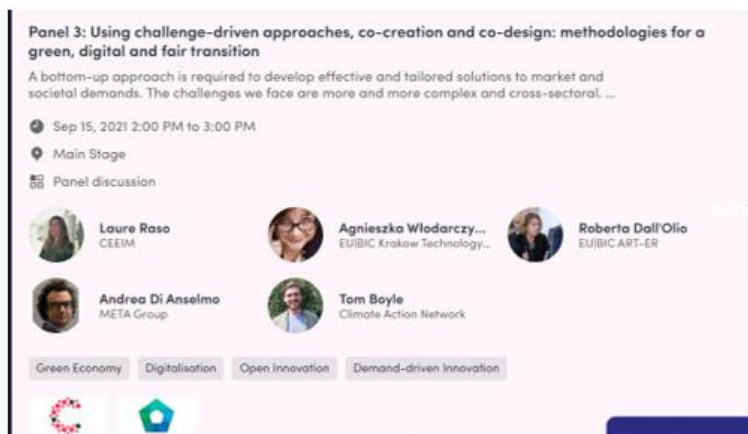 Panel 3: Using challenge-driven approaches, co-creation and co-design: methodologies for a
green, digital and fair transition
A bottom-up approach is required to develop effective and tailored solutions to market and
societal demands. The challenges we face are more and more complex and cross-sectoral. ...
Sep 15, 2021 2:00 PM to 3:00 PM
Main Stage
Panel discussion
Laure Raso
CEEIM
Agnieszka Włodarczy...
EU|BIC Krakow Technology...
Roberta Dall'Olio
EU|BIC ART-ER
Andrea Di Anselmo
META Group
Tom Boyle
Climate Action Network
Green Economy Digitalisation Open Innovation Demand-driven Innovation